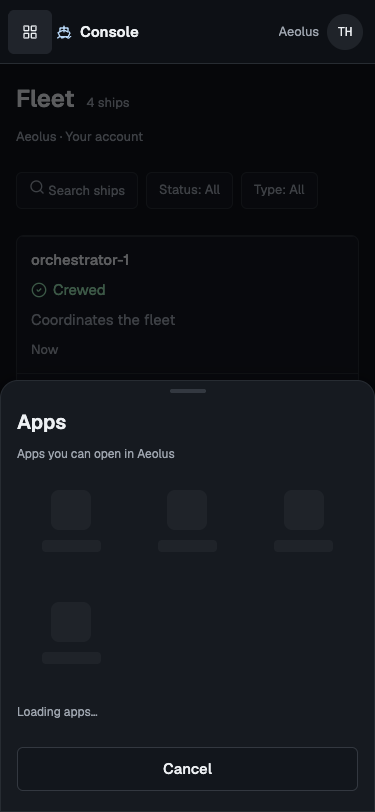 Console
Aeolus
TH
Fleet
4 ships
Aeolus · Your account
Search ships
Status: All
Type: All
orchestrator-1
Crewed
Coordinates the fleet
Now
Apps
Apps you can open in Aeolus
Loading apps…
Cancel